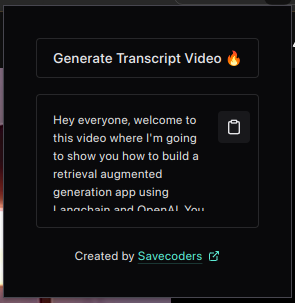 Generate Transcript Video 🔥
Hey everyone, welcome to
this video where I'm going
to show you how to build a
retrieval augmented
generation app using
Langchain and OpenAI. You
Created by Savecoders